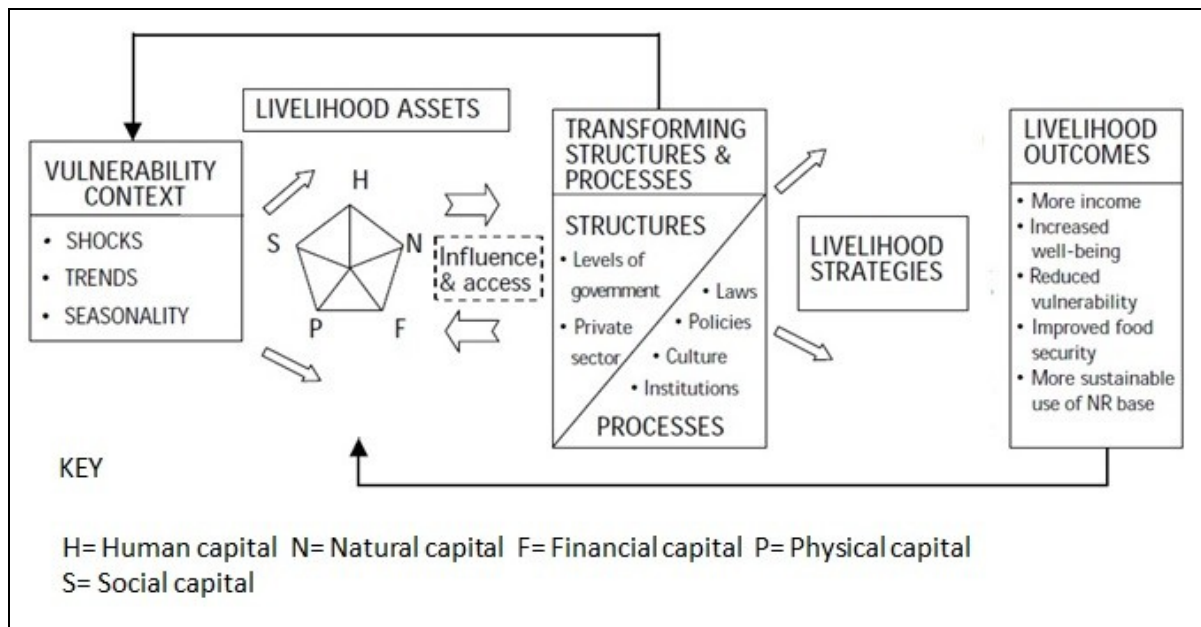 LIVELIHOOD ASSETS
VULNERABILITY
CONTEXT
• SHOCKS
• TRENDS
• SEASONALITY
H
S
N
P
F
Influence
& access
TRANSFORMING
STRUCTURES &
PROCESSES
STRUCTURES
• Levels of
government
• Private
sector
• Laws
• Policies
• Culture
• Institutions
PROCESSES
LIVELIHOOD
STRATEGIES
LIVELIHOOD
OUTCOMES
• More income
• Increased
well-being
• Reduced
vulnerability
• Improved food
security
• More sustainable
use of NR base
KEY
H= Human capital N= Natural capital F= Financial capital P= Physical capital
S= Social capital